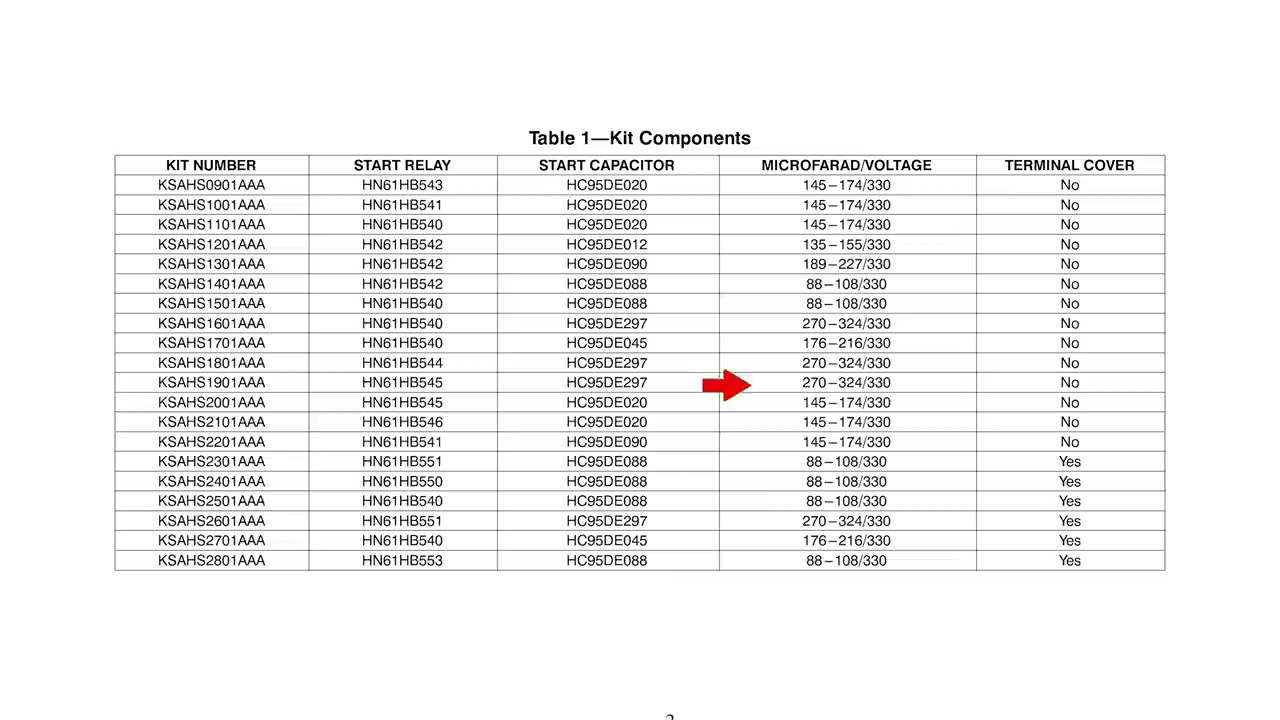 Table 1—Kit Components
KIT NUMBER START RELAY START CAPACITOR MICROFARAD/VOLTAGE TERMINAL COVER
KSAHS0901AAA HN61HB543 HC95DE020 145–174/330 No
KSAHS1001AAA HN61HB541 HC95DE020 145–174/330 No
KSAHS1101AAA HN61HB540 HC95DE020 145–174/330 No
KSAHS1201AAA HN61HB542 HC95DE012 135–155/330 No
KSAHS1301AAA HN61HB542 HC95DE090 189–227/330 No
KSAHS1401AAA HN61HB542 HC95DE088 88–108/330 No
KSAHS1501AAA HN61HB540 HC95DE088 88–108/330 No
KSAHS1601AAA HN61HB540 HC95DE297 270–324/330 No
KSAHS1701AAA HN61HB540 HC95DE045 176–216/330 No
KSAHS1801AAA HN61HB544 HC95DE297 270–324/330 No
KSAHS1901AAA HN61HB545 HC95DE297 270–324/330 No
KSAHS2001AAA HN61HB545 HC95DE020 145–174/330 No
KSAHS2101AAA HN61HB546 HC95DE020 145–174/330 No
KSAHS2201AAA HN61HB541 HC95DE090 145–174/330 No
KSAHS2301AAA HN61HB551 HC95DE088 88–108/330 Yes
KSAHS2401AAA HN61HB550 HC95DE088 88–108/330 Yes
KSAHS2501AAA HN61HB540 HC95DE088 88–108/330 Yes
KSAHS2601AAA HN61HB551 HC95DE297 270–324/330 Yes
KSAHS2701AAA HN61HB540 HC95DE045 176–216/330 Yes
KSAHS2801AAA HN61HB553 HC95DE088 88–108/330 Yes